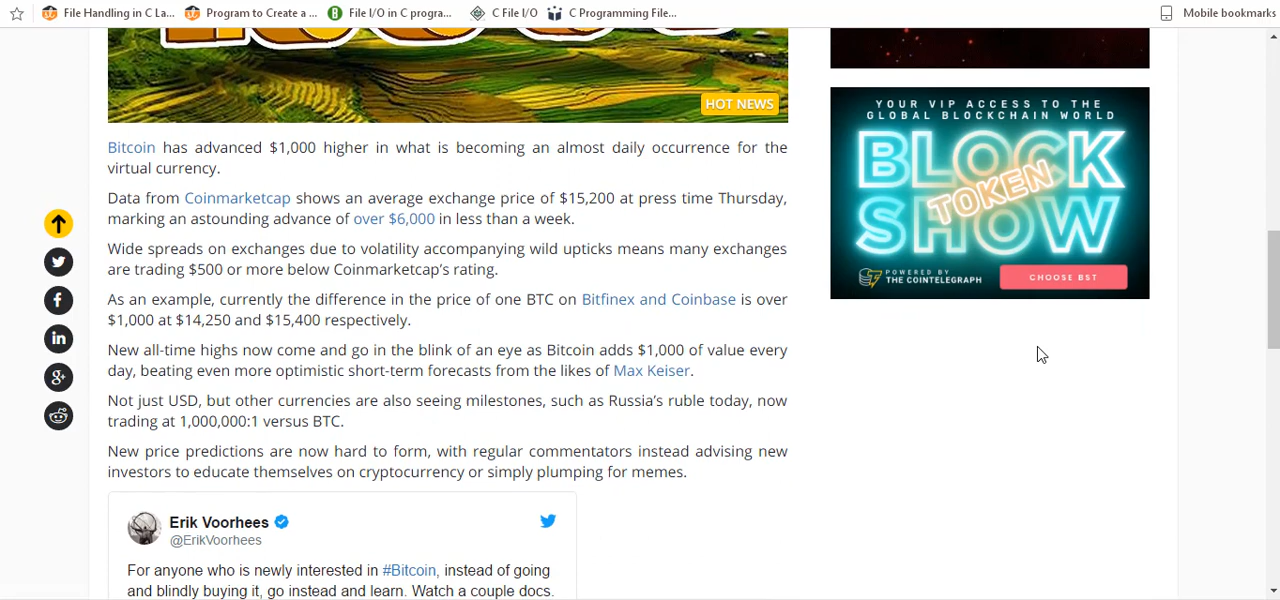 File Handling in C La...
Program to Create a ...
File I/O in C progra...
C File I/O
C Programming File...
Mobile bookmarks
HOT NEWS
Bitcoin has advanced $1,000 higher in what is becoming an almost daily occurrence for the
virtual currency.
Data from Coinmarketcap shows an average exchange price of $15,200 at press time Thursday,
marking an astounding advance of over $6,000 in less than a week.
Wide spreads on exchanges due to volatility accompanying wild upticks means many exchanges
are trading $500 or more below Coinmarketcap's rating.
As an example, currently the difference in the price of one BTC on Bitfinex and Coinbase is over
$1,000 at $14,250 and $15,400 respectively.
New all-time highs now come and go in the blink of an eye as Bitcoin adds $1,000 of value every
day, beating even more optimistic short-term forecasts from the likes of Max Keiser.
Not just USD, but other currencies are also seeing milestones, such as Russia's ruble today, now
trading at 1,000,000:1 versus BTC.
New price predictions are now hard to form, with regular commentators instead advising new
investors to educate themselves on cryptocurrency or simply plumping for memes.
Erik Voorhees
@ErikVoorhees
For anyone who is newly interested in #Bitcoin, instead of going
and blindly buying it, go instead and learn. Watch a couple docs.
YOUR VIP ACCESS TO THE
GLOBAL BLOCKCHAIN WORLD
BLOCK
TOKEN
SHOW
POWERED BY
THE COINTELEGRAPH
CHOOSE BST